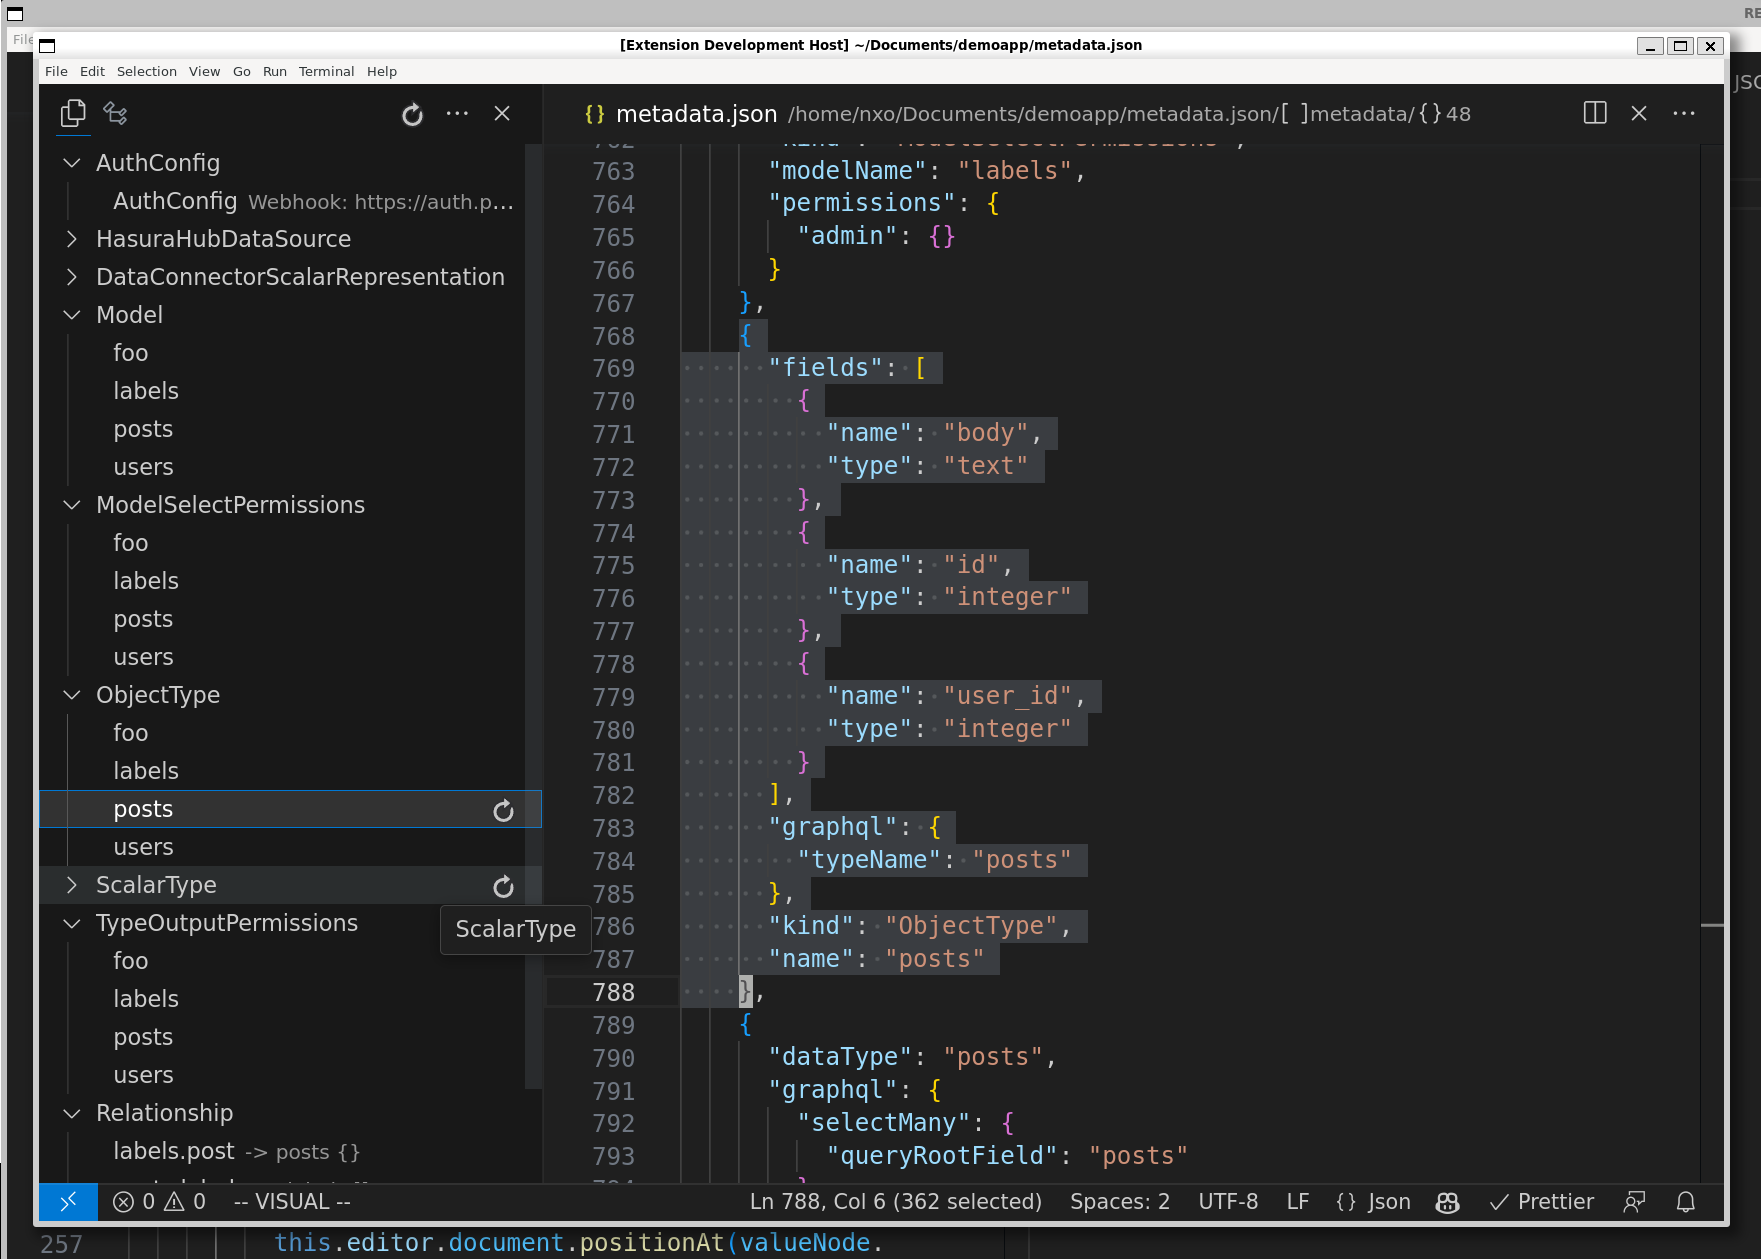 RE
File
[Extension Development Host] ~/Documents/demoapp/metadata.json
File Edit Selection View Go Run Terminal Help
JSO
{} metadata.json /home/nxo/Documents/demoapp/metadata.json/[ ]metadata/{}48
AuthConfig
AuthConfig Webhook: https://auth.p...
HasuraHubDataSource
DataConnectorScalarRepresentation
Model
foo
labels
posts
users
ModelSelectPermissions
foo
labels
posts
users
ObjectType
foo
labels
posts
users
ScalarType
ScalarType
TypeOutputPermissions
foo
labels
posts
users
Relationship
labels.post -> posts {}
763 "modelName": "labels",
764 "permissions": {
765 "admin": {}
766 }
767 },
768 {
769 "fields": [
770 {
771 "name": "body",
772 "type": "text"
773 },
774 {
775 "name": "id",
776 "type": "integer"
777 },
778 {
779 "name": "user_id",
780 "type": "integer"
781 }
782 ],
783 "graphql": {
784 "typeName": "posts"
785 },
786 "kind": "ObjectType",
787 "name": "posts"
788 },
789 {
790 "dataType": "posts",
791 "graphql": {
792 "selectMany": {
793 "queryRootField": "posts"
0 0 -- VISUAL -- Ln 788, Col 6 (362 selected) Spaces: 2 UTF-8 LF {} Json Prettier
257 this.editor.document.positionAt(valueNode.